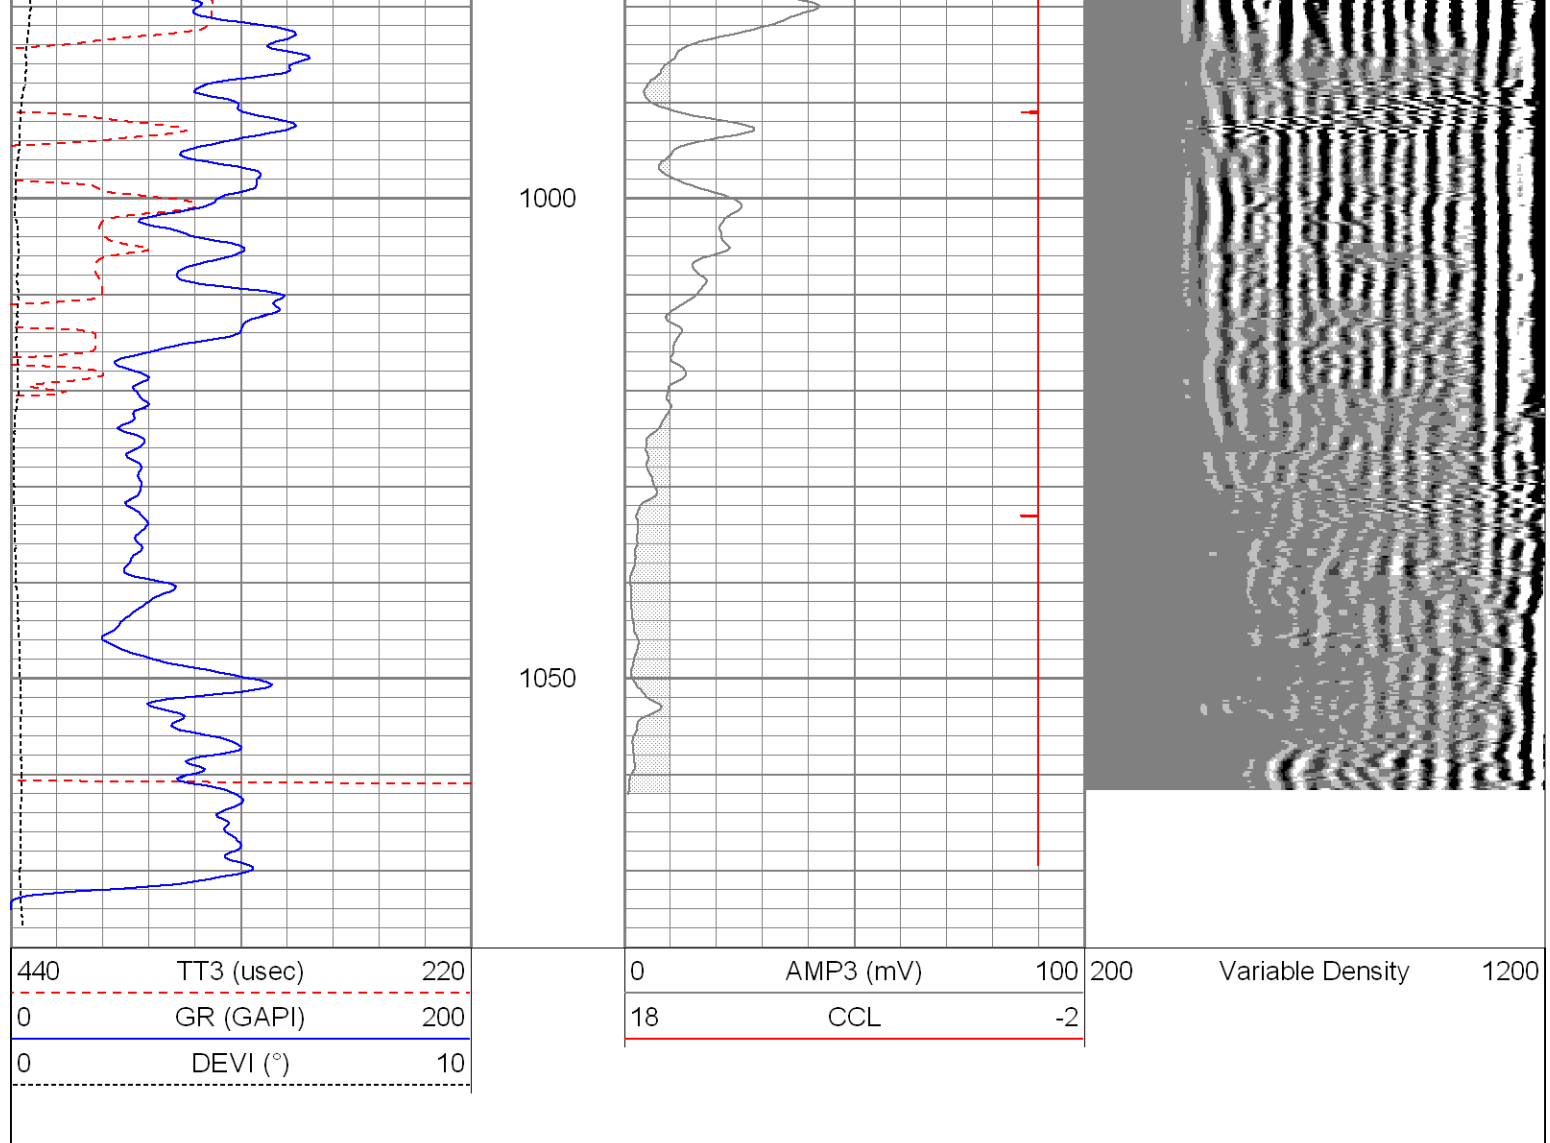 1000
1050
440 TT3 (usec) 220
0 GR (GAPI) 200
0 DEVI (°) 10
0 AMP3 (mV) 100
18 CCL -2
200 Variable Density 1200